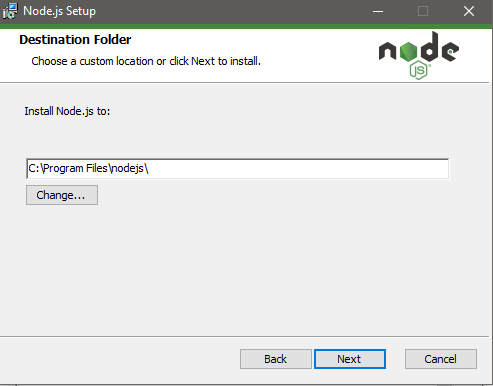 Node.js Setup
Destination Folder
Choose a custom location or click Next to install.
node
JS
Install Node.js to:
C:\Program Files\nodejs\
Change...
Back
Next
Cancel